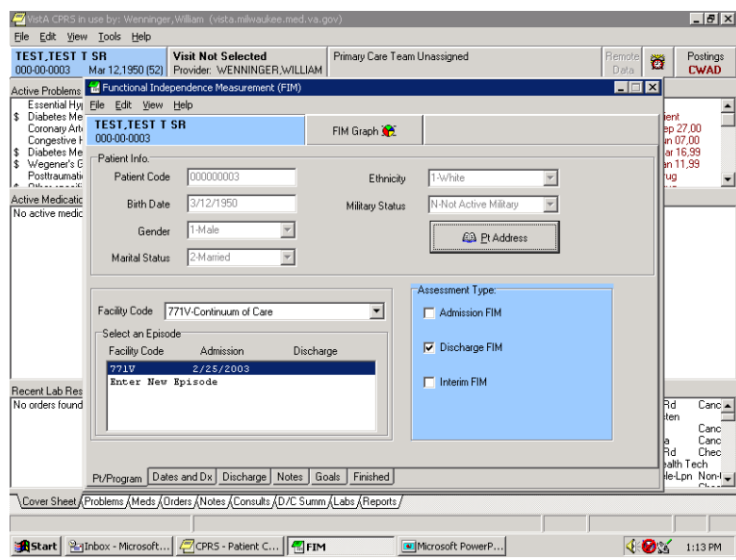 VistA CPRS in use by: Wenninger,William (vista.milwaukee.med.va.gov)
File Edit View Tools Help
TEST,TEST T SR
000-00-0003 Mar 12,1950 (52)
Visit Not Selected
Provider: WENNINGER,WILLIAM
Primary Care Team Unassigned
Remote
Data
Postings
CWAD
Active Problems
Essential Hyp
$ Diabetes Me
Coronary Arte
Congestive H
$ Diabetes Me
$ Wegener's G
Posttraumati
Active Medicatio
No active medic
Recent Lab Res
No orders found
ient
ep 27,00
un 07,00
ar 16,99
an 11,99
rug
Functional Independence Measurement (FIM)
File Edit View Help
TEST,TEST T SR
000-00-0003
FIM Graph
Patient Info.
Patient Code 000000003
Birth Date 3/12/1950
Gender 1-Male
Marital Status 2-Married
Ethnicity 1-White
Military Status N-Not Active Military
Pt Address
Facility Code 771V-Continuum of Care
Select an Episode
Facility Code Admission Discharge
771V 2/25/2003
Enter New Episode
Assessment Type:
Admission FIM
Discharge FIM
Interim FIM
Pt/Program Dates and Dx Discharge Notes Goals Finished
Rd Canc
ten
Canc
a Canc
Rd Chec
alth Tech
le-Lpn Non-
Cover Sheet Problems Meds Orders Notes Consults D/C Summ Labs Reports
Start Inbox - Microsoft... CPRS - Patient C... FIM Microsoft PowerP... 1:13 PM